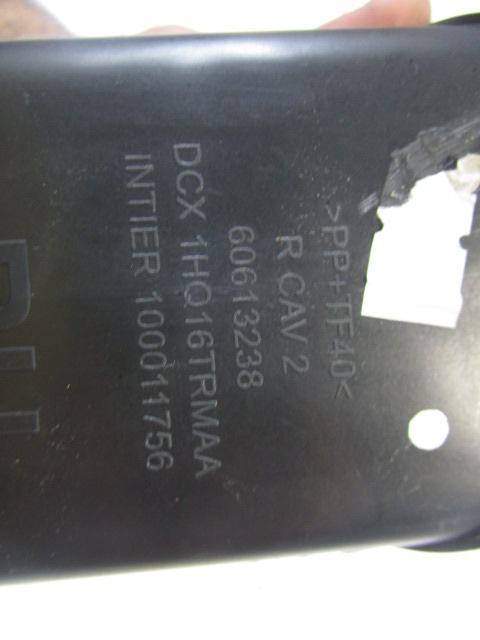 >PP+TF40<
R CAV 2
60613238
DCX 1HQ16TRMAA
INTIER 100011756